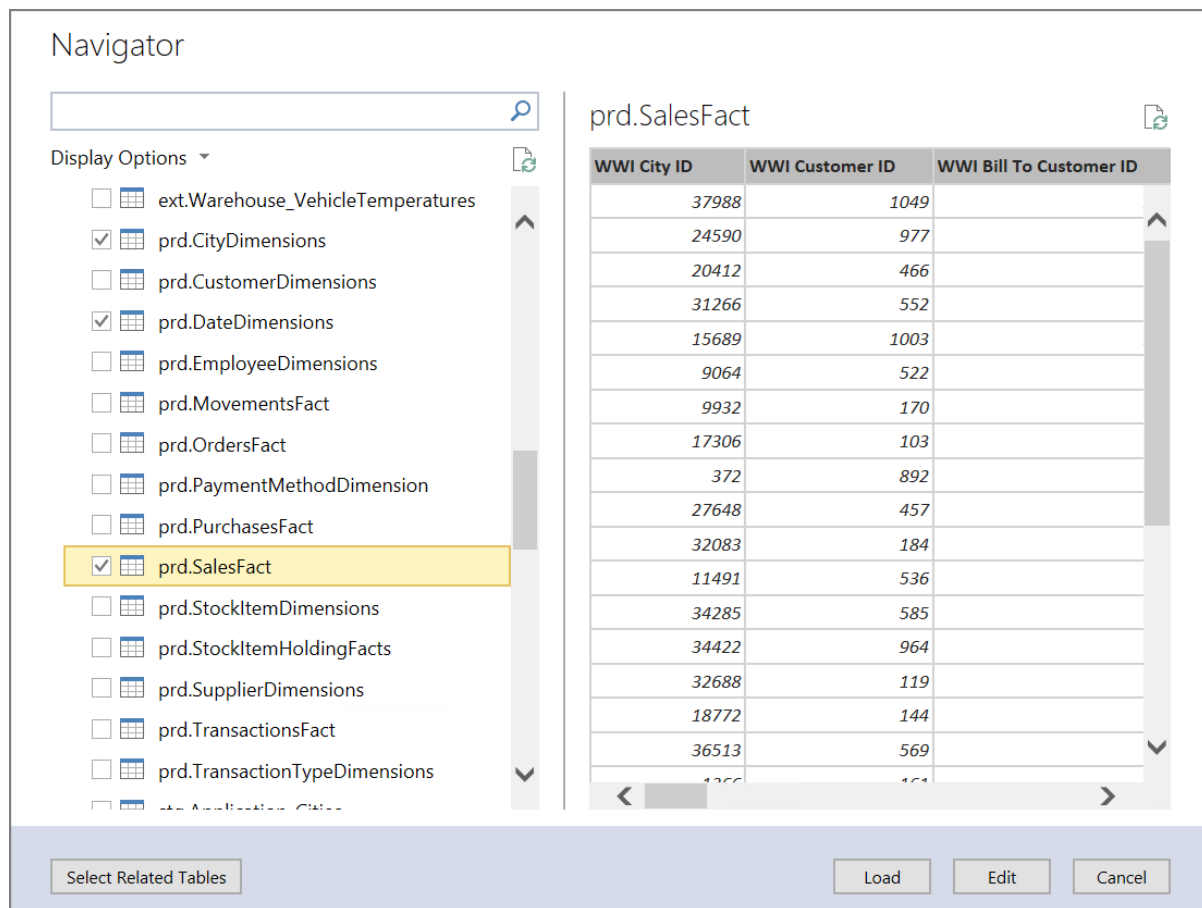 Navigator
Display Options
ext.Warehouse_VehicleTemperatures
prd.CityDimensions
prd.CustomerDimensions
prd.DateDimensions
prd.EmployeeDimensions
prd.MovementsFact
prd.OrdersFact
prd.PaymentMethodDimension
prd.PurchasesFact
prd.SalesFact
prd.StockItemDimensions
prd.StockItemHoldingFacts
prd.SupplierDimensions
prd.TransactionsFact
prd.TransactionTypeDimensions
prd.SalesFact
WWI City ID WWI Customer ID WWI Bill To Customer ID
37988 1049
24590 977
20412 466
31266 552
15689 1003
9064 522
9932 170
17306 103
372 892
27648 457
32083 184
11491 536
34285 585
34422 964
32688 119
18772 144
36513 569
Select Related Tables
Load Edit Cancel